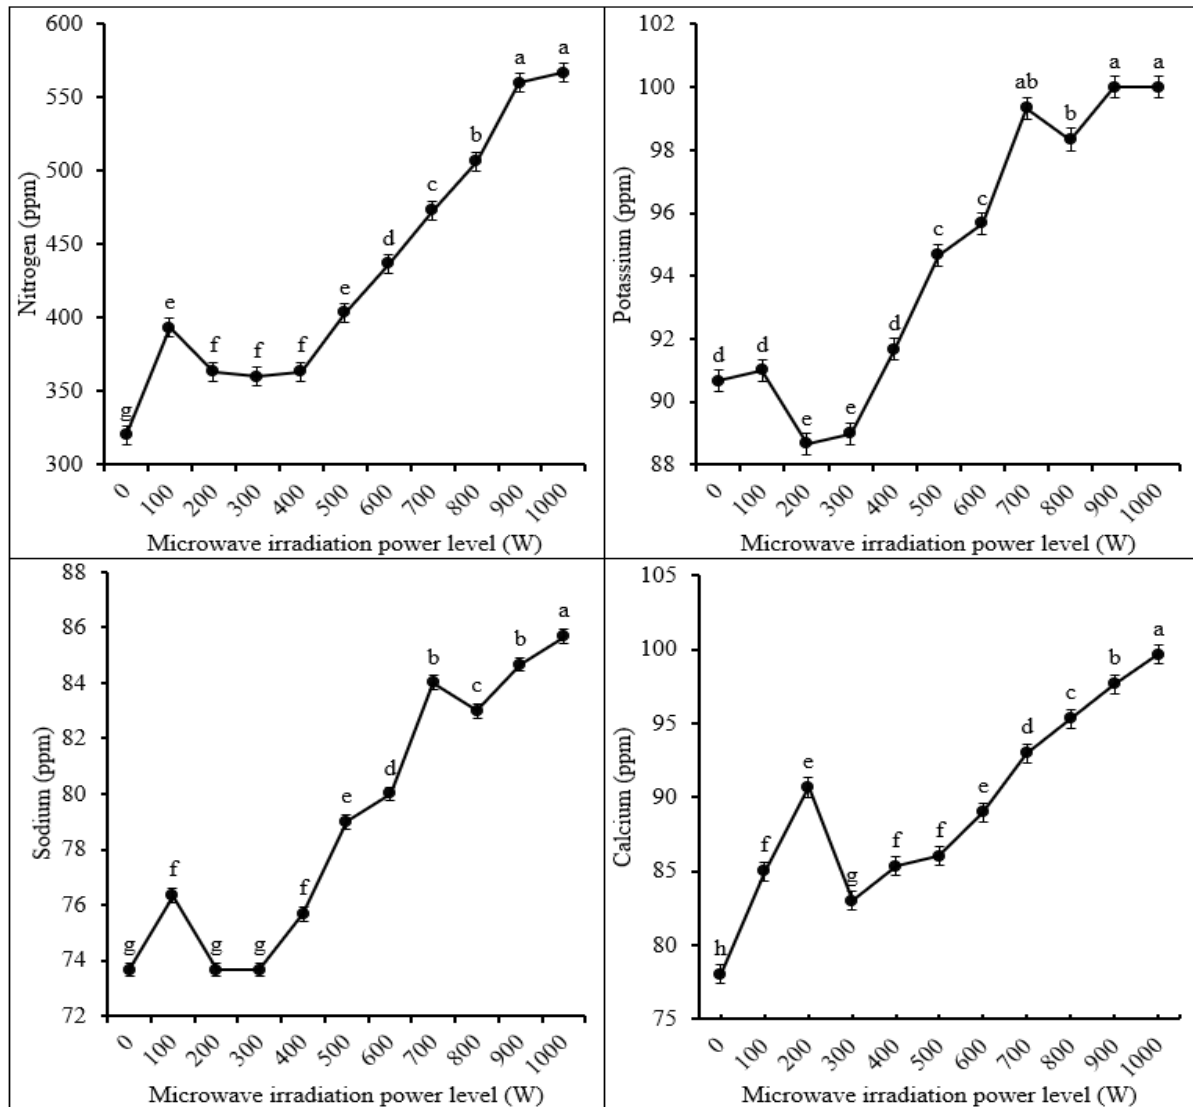 600
550
500
450
400
350
300
Nitrogen (ppm)
g
e
f
f
f
e
d
c
b
a
a
0 100 200 300 400 500 600 700 800 900 1000
Microwave irradiation power level (W)
102
100
98
96
94
92
90
88
Potassium (ppm)
d
d
e
e
d
c
c
ab
b
a
a
0 100 200 300 400 500 600 700 800 900 1000
Microwave irradiation power level (W)
88
86
84
82
80
78
76
74
72
Sodium (ppm)
g
f
g
g
f
e
d
b
c
b
a
0 100 200 300 400 500 600 700 800 900 1000
Microwave irradiation power level (W)
105
100
95
90
85
80
75
Calcium (ppm)
h
f
e
g
f
f
e
d
c
b
a
0 100 200 300 400 500 600 700 800 900 1000
Microwave irradiation power level (W)